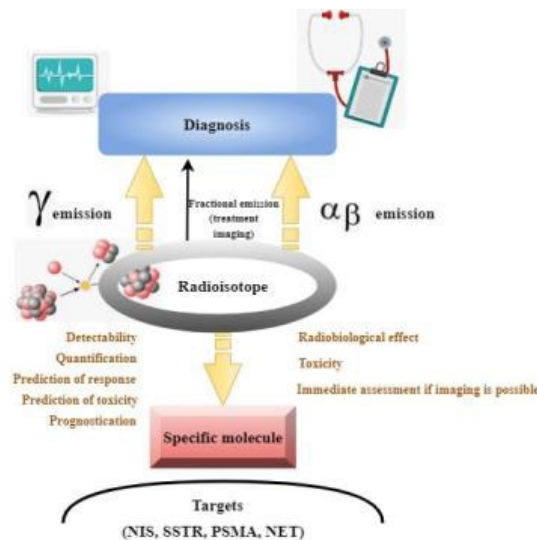 Diagnosis
γ emission
Fractional emission
(treatment
imaging)
αβ emission
Radioisotope
Detectability
Quantification
Prediction of response
Prediction of toxicity
Prognostication
Radiobiological effect
Toxicity
Immediate assessment if imaging is possible
Specific molecule
Targets
(NIS, SSTR, PSMA, NET)